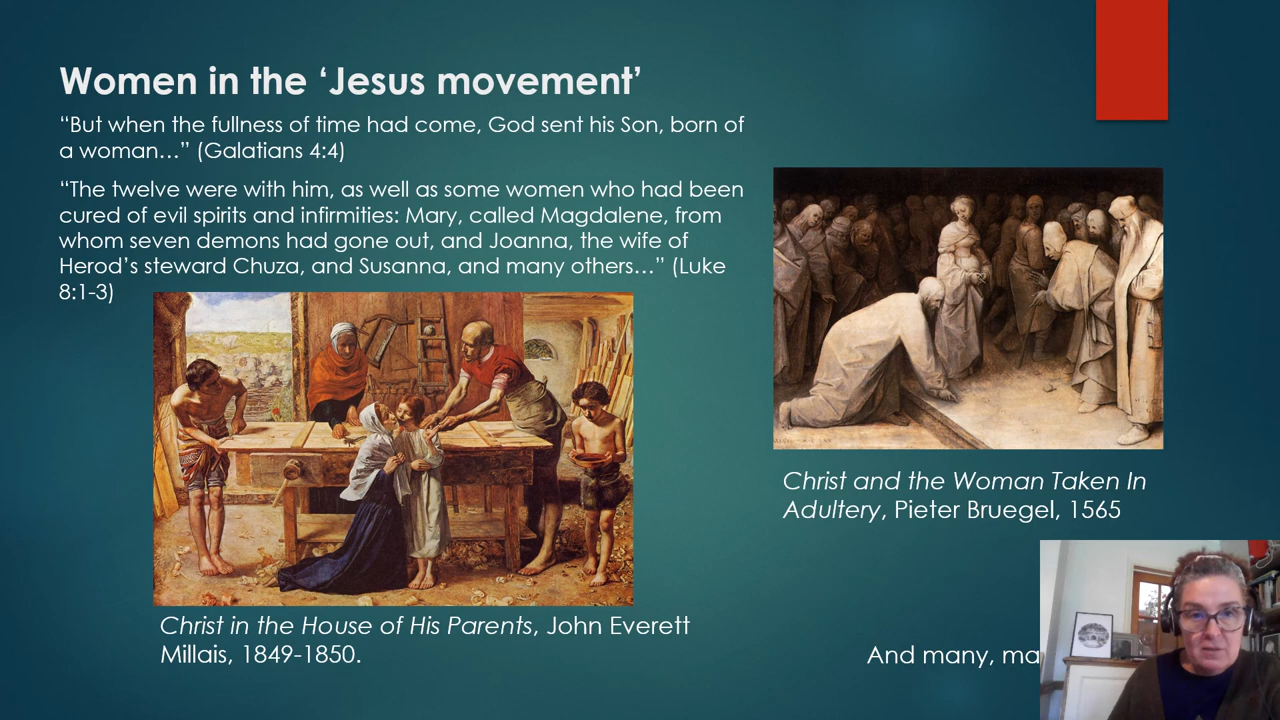 Women in the ‘Jesus movement’
“But when the fullness of time had come, God sent his Son, born of
a woman…” (Galatians 4:4)
“The twelve were with him, as well as some women who had been
cured of evil spirits and infirmities: Mary, called Magdalene, from
whom seven demons had gone out, and Joanna, the wife of
Herod’s steward Chuza, and Susanna, and many others…” (Luke
8:1-3)
Christ and the Woman Taken In
Adultery, Pieter Bruegel, 1565
Christ in the House of His Parents, John Everett
Millais, 1849-1850.
And many, ma